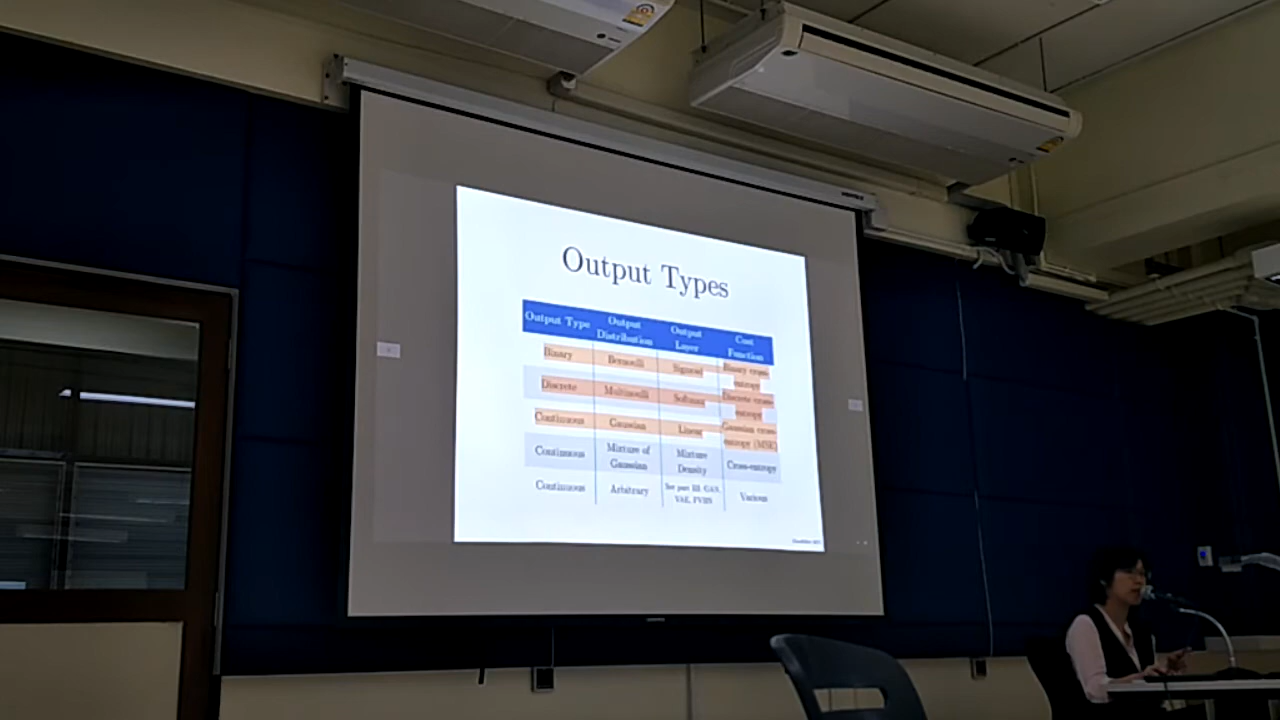 Output Types
Output Type Output Distribution Output Layer Cost Function
Binary Bernoulli Sigmoid Binary cross-entropy
Discrete Multinoulli Softmax Discrete cross-entropy
Continuous Gaussian Linear Gaussian cross-entropy (MSE)
Continuous Mixture of Gaussian Mixture Density Cross-entropy
Continuous Arbitrary See part III: GAN, VAE, FVBN Various